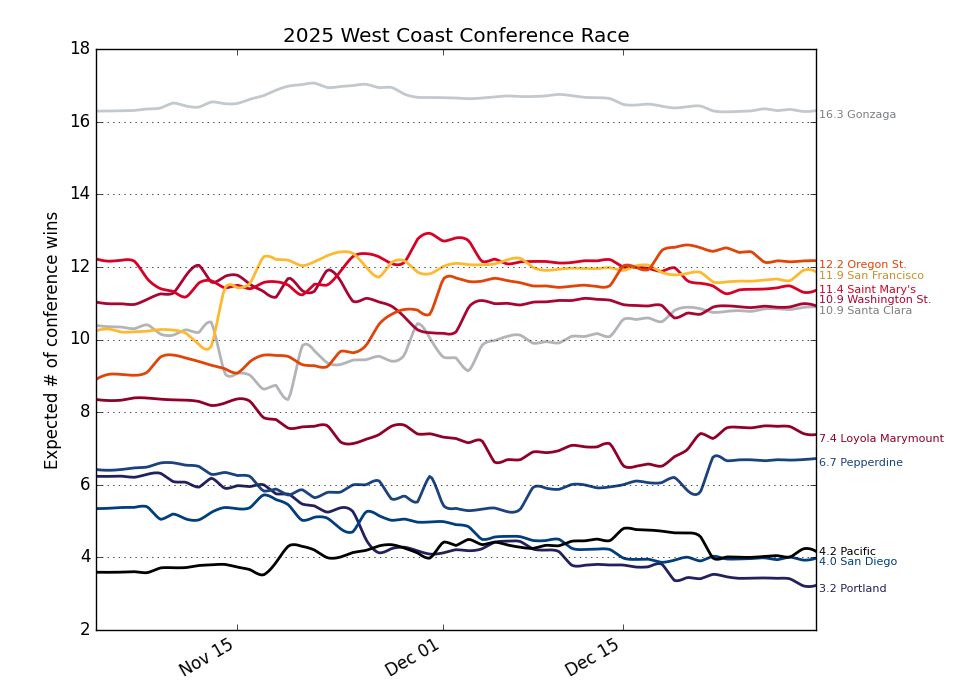 2025 West Coast Conference Race
Expected # of conference wins
18
16
14
12
10
8
6
4
2
Nov 15
Dec 01
Dec 15
16.3 Gonzaga
12.2 Oregon St.
11.9 San Francisco
11.4 Saint Mary's
10.9 Washington St.
10.9 Santa Clara
7.4 Loyola Marymount
6.7 Pepperdine
4.2 Pacific
4.0 San Diego
3.2 Portland